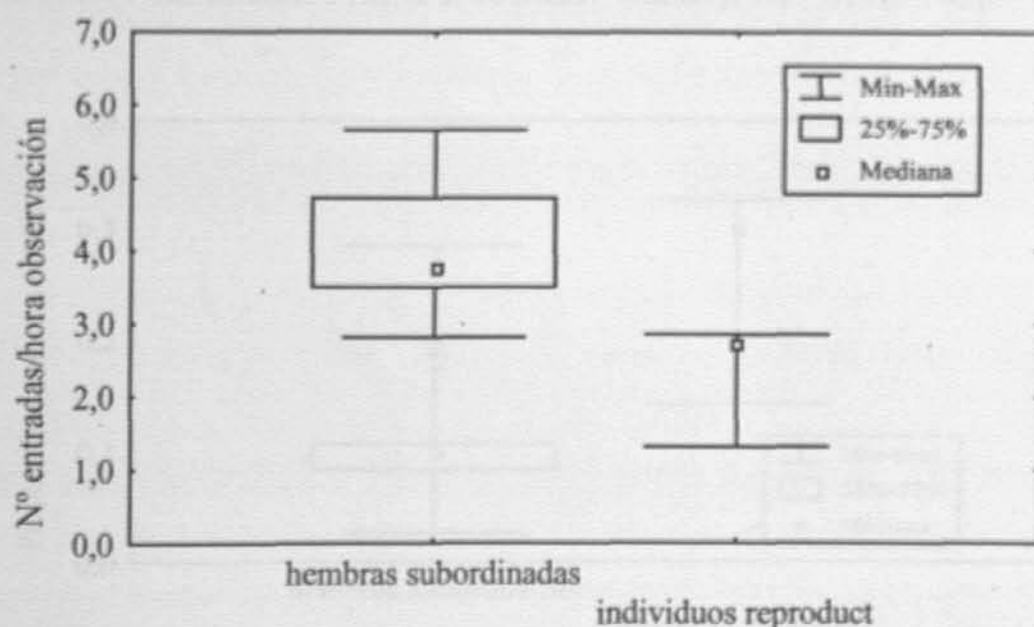 Nº entradas/hora observación
7,0
6,0
5,0
4,0
3,0
2,0
1,0
0,0
Min-Max
25%-75%
Mediana
hembras subordinadas
individuos reproduct